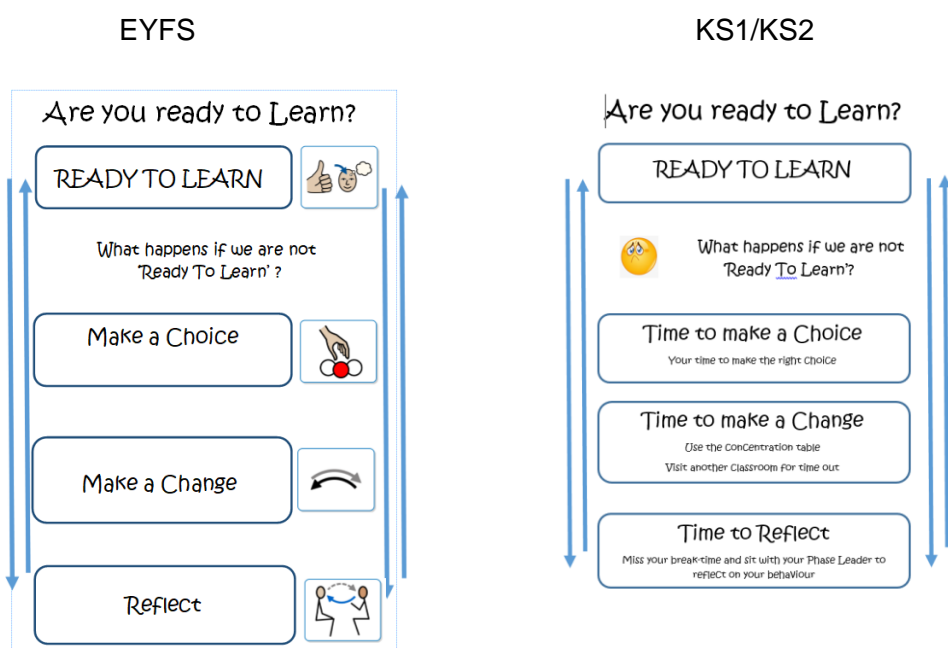 EYFS
Are you ready to Learn?
READY TO LEARN
What happens if we are not
'Ready To Learn' ?
Make a Choice
Make a Change
Reflect
KS1/KS2
Are you ready to Learn?
READY TO LEARN
What happens if we are not
'Ready To Learn'?
Time to make a Choice
Your time to make the right choice
Time to make a Change
Use the concentration table
Visit another classroom for time out
Time to Reflect
Miss your break-time and sit with your Phase Leader to
reflect on your behaviour